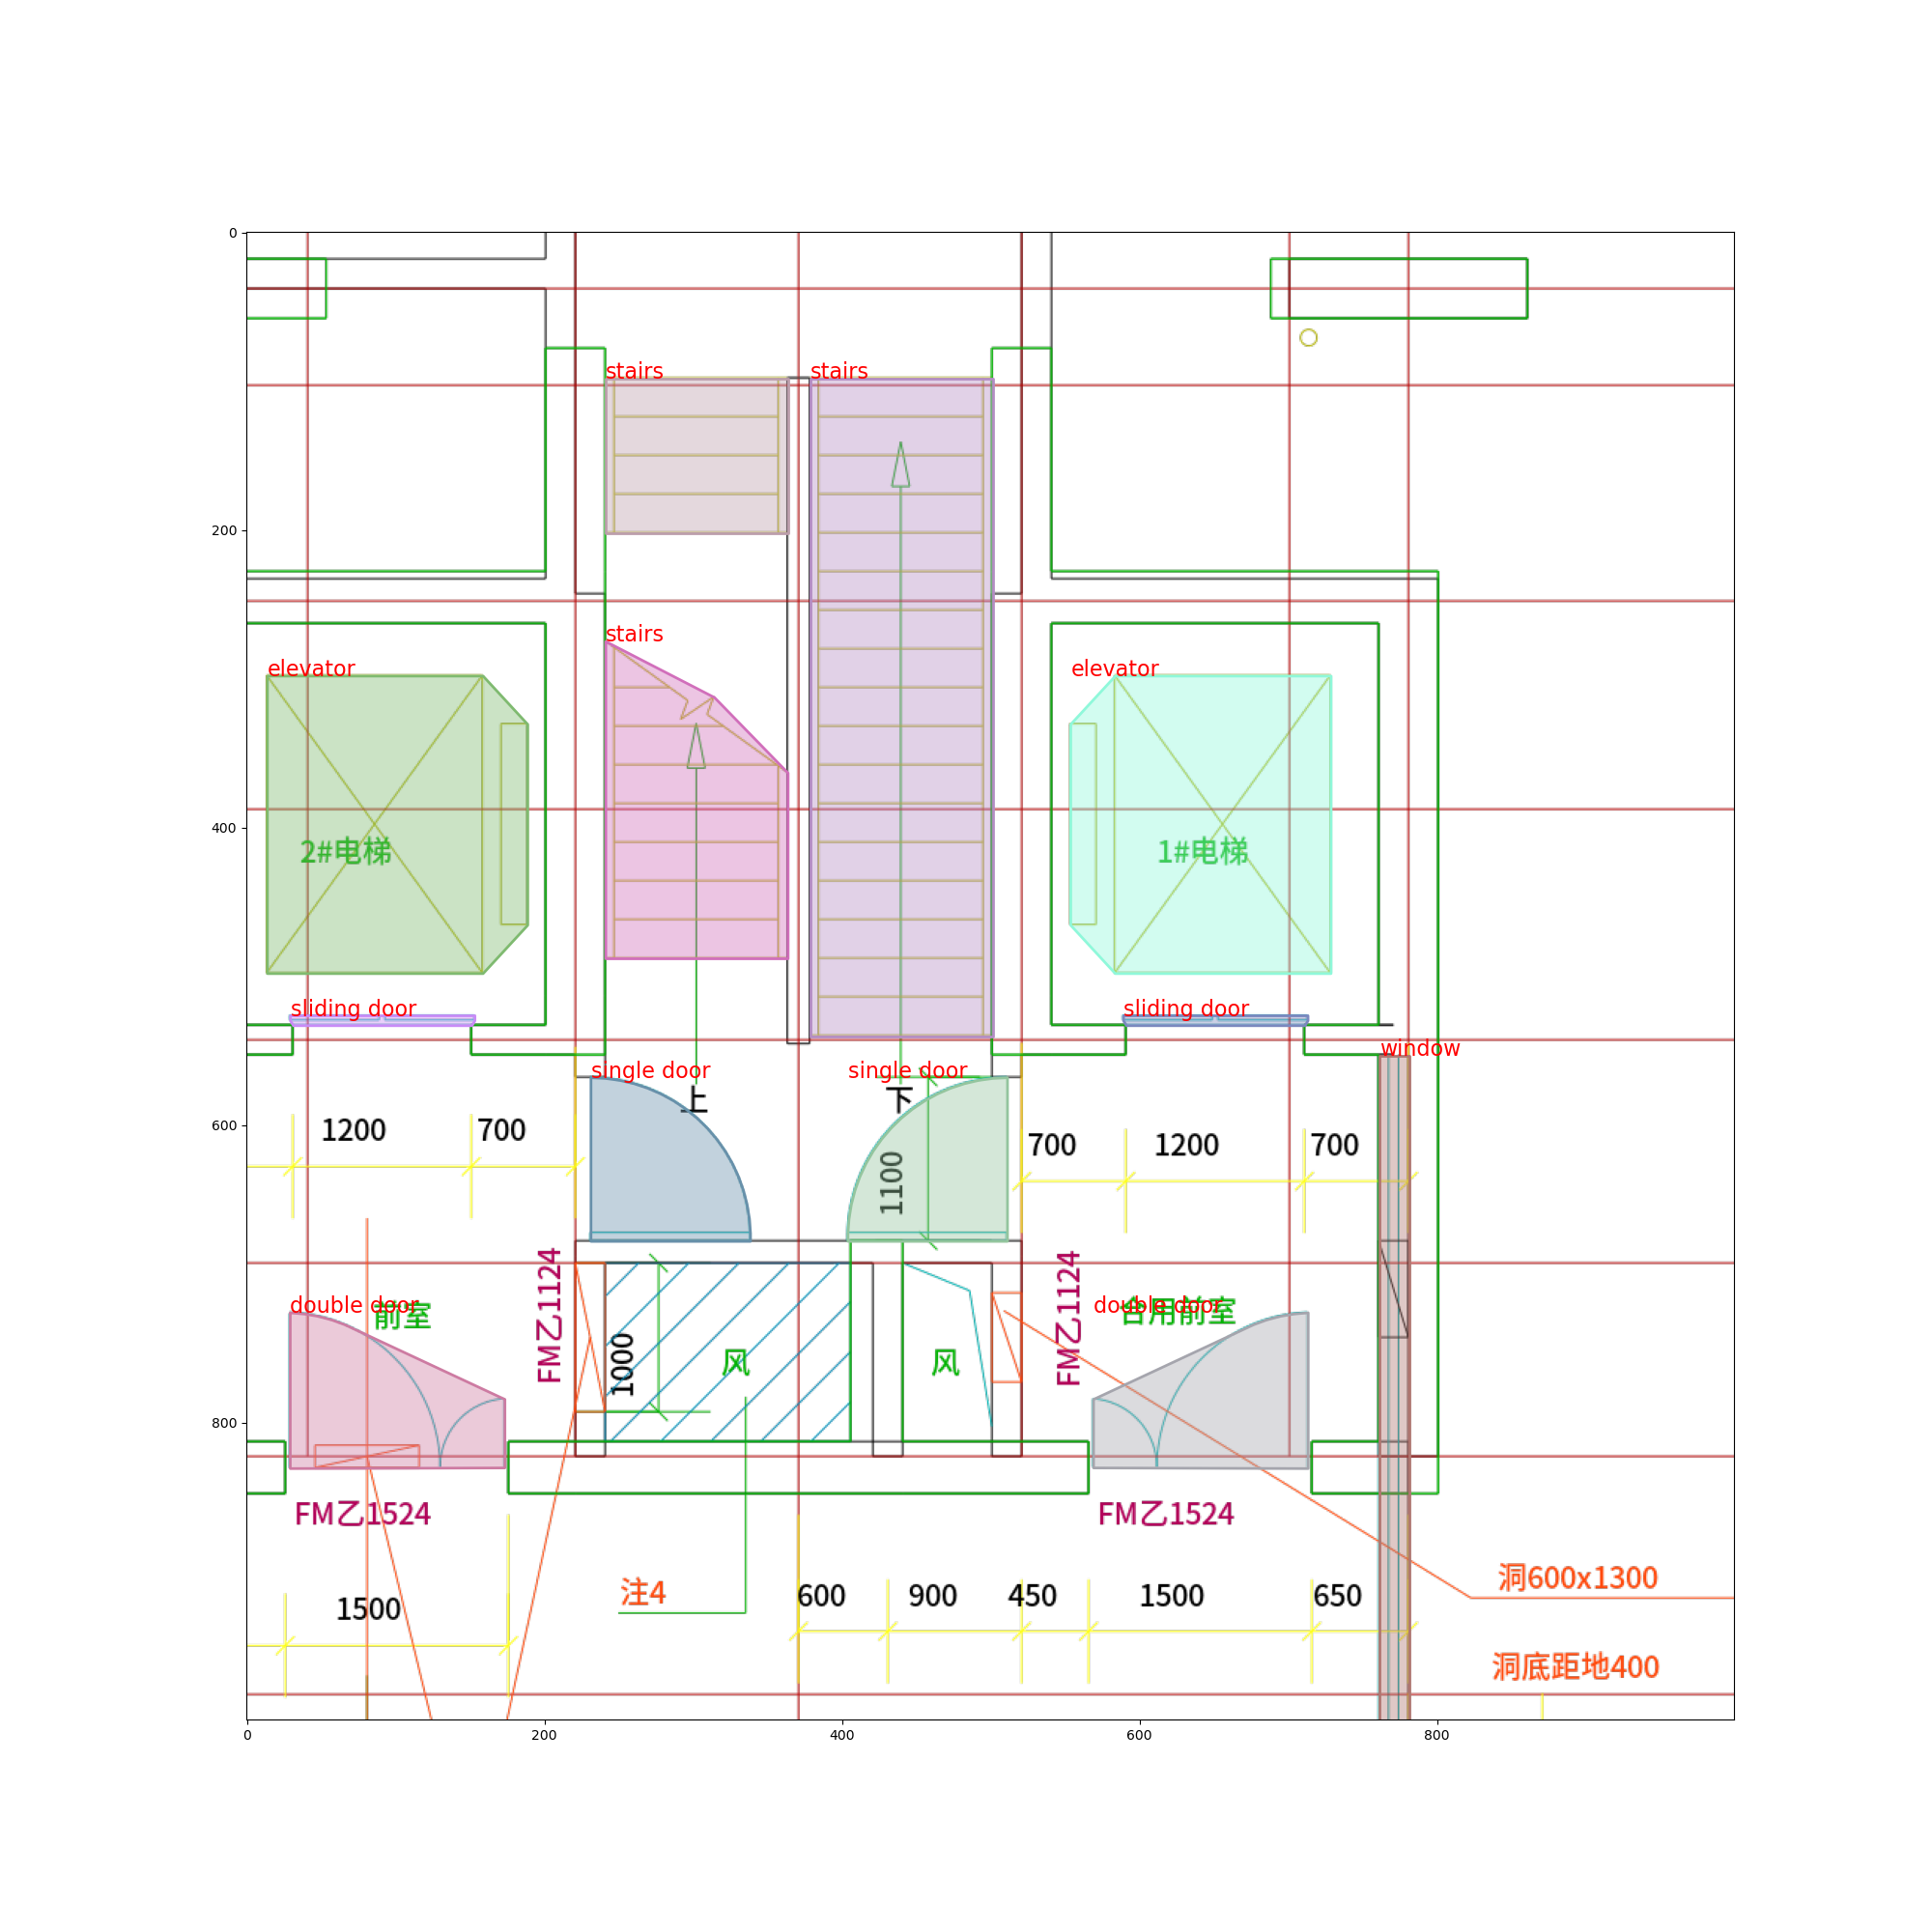 0
stairs
stairs
200
stairs
elevator
elevator
400
2#电梯
1#电梯
sliding door
sliding door
window
single door
single door
上
下
600
1200
700
700
1200
700
1100
FM乙1124
FM乙1124
double door
前室
double door
合用前室
1000
风
风
800
FM乙1524
FM乙1524
洞600x1300
注4
600
900
450
1500
650
1500
洞底距地400
0
200
400
600
800